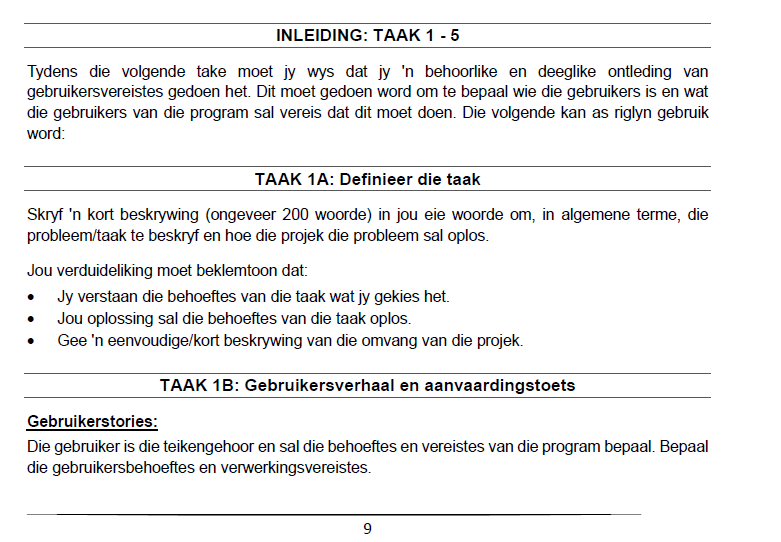 INLEIDING: TAAK 1 - 5
Tydens die volgende take moet jy wys dat jy 'n behoorlike en deeglike ontleding van
gebruikersvereistes gedoen het. Dit moet gedoen word om te bepaal wie die gebruikers is en wat
die gebruikers van die program sal vereis dat dit moet doen. Die volgende kan as riglyn gebruik
word:
TAAK 1A: Definieer die taak
Skryf 'n kort beskrywing (ongeveer 200 woorde) in jou eie woorde om, in algemene terme, die
probleem/taak te beskryf en hoe die projek die probleem sal oplos.
Jou verduideliking moet beklemtoon dat:
• Jy verstaan die behoeftes van die taak wat jy gekies het.
• Jou oplossing sal die behoeftes van die taak oplos.
• Gee 'n eenvoudige/kort beskrywing van die omvang van die projek.
TAAK 1B: Gebruikersverhaal en aanvaardingstoets
Gebruikerstories:
Die gebruiker is die teikengehoor en sal die behoeftes en vereistes van die program bepaal. Bepaal
die gebruikersbehoeftes en verwerkingsvereistes.
9